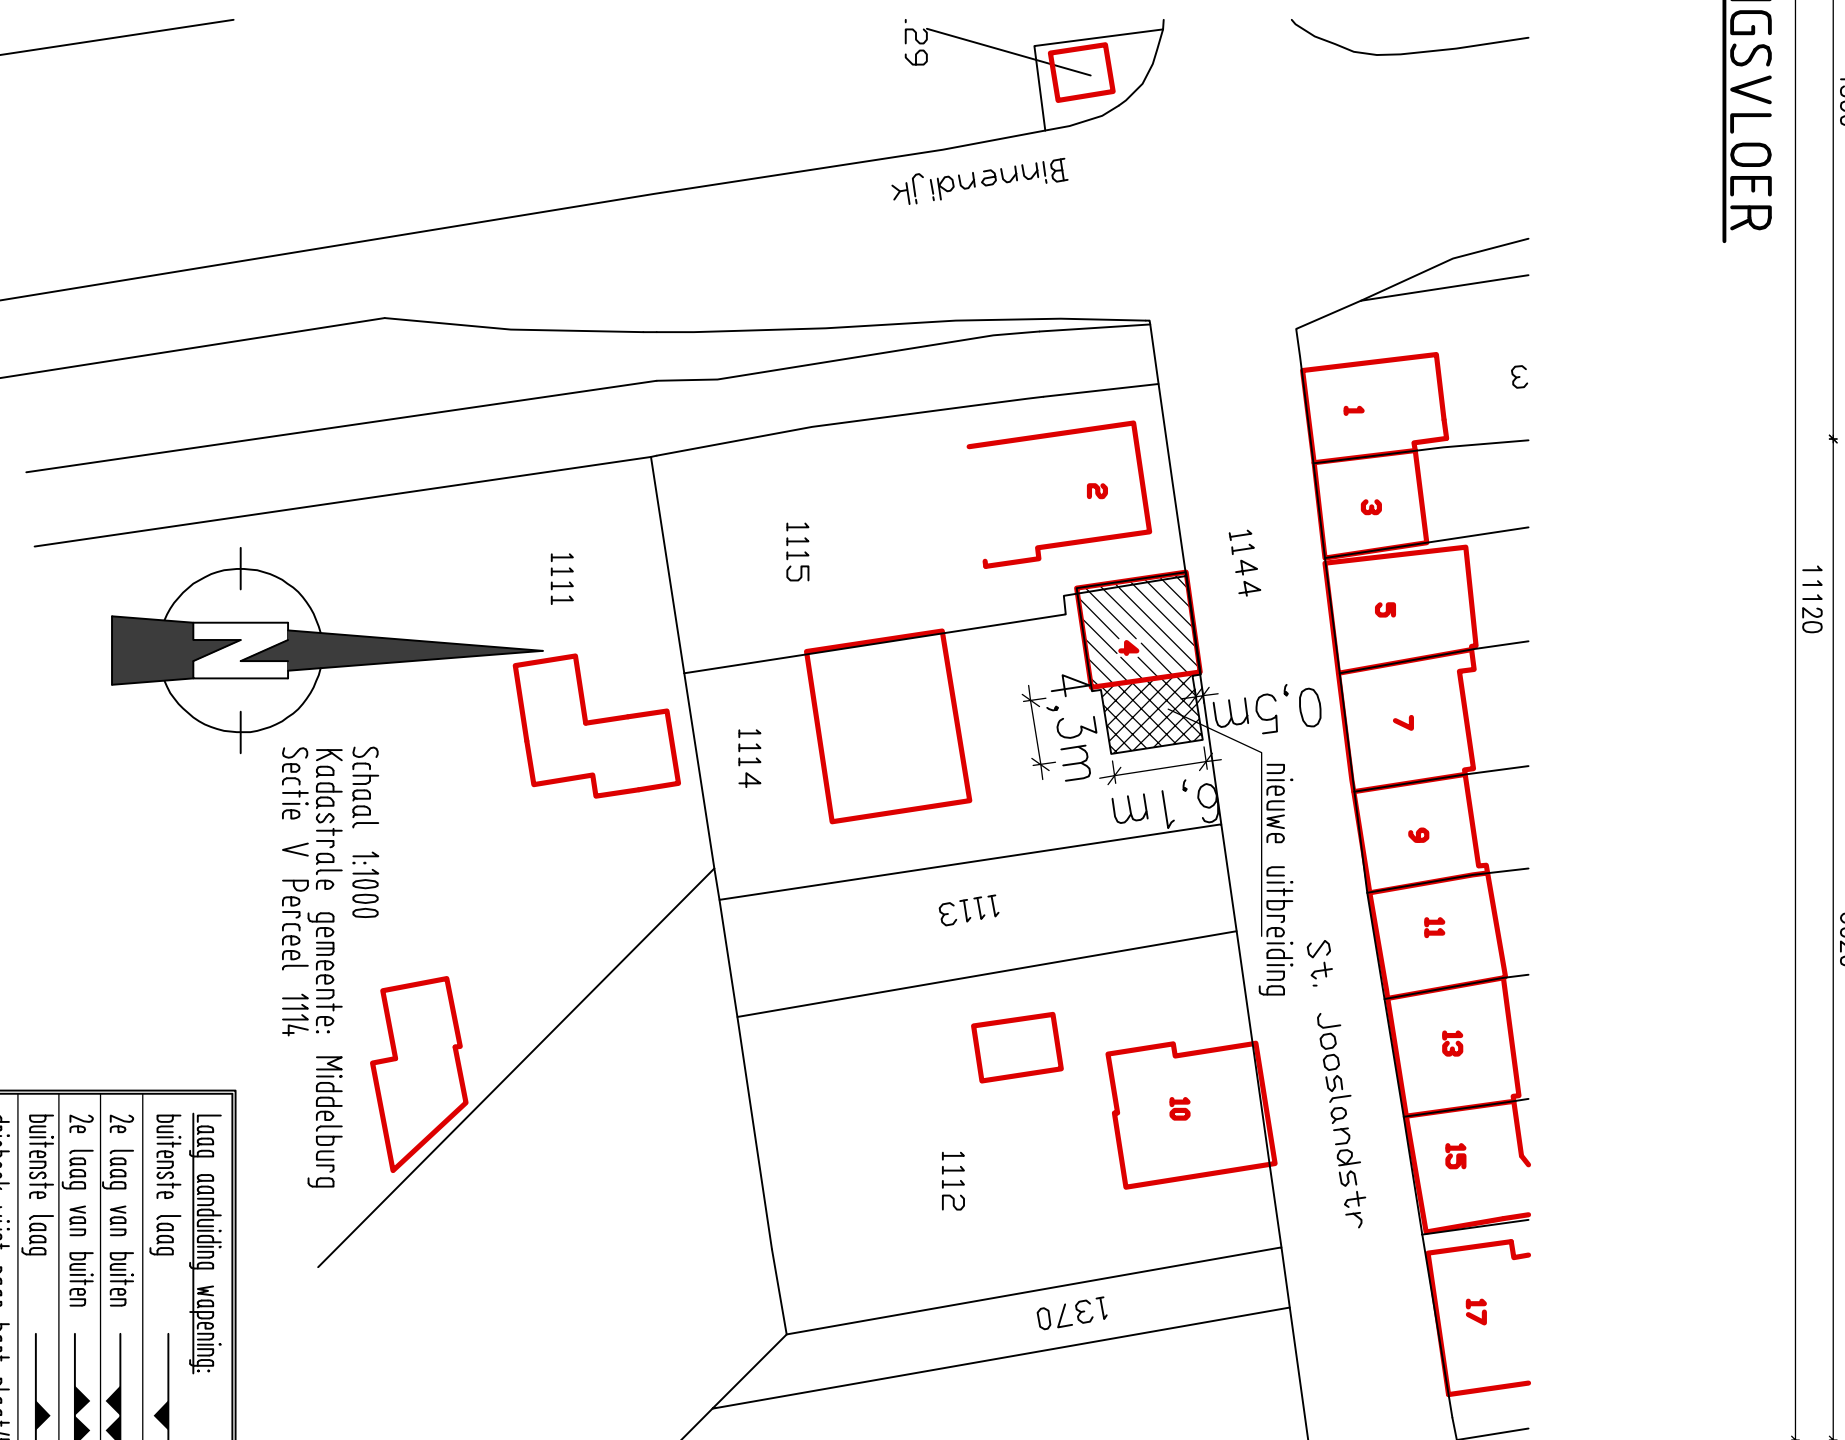 GSVLOER
11120
.29
Binnendijk
3
1
3
5
7
9
11
13
15
17
2
4
10
1144
1115
1111
1114
1113
1112
1370
0,5m
4,3m
6,1m
nieuwe uitbreiding
St. Jooslandstr
N
Schaal 1:1000
Kadastrale gemeente: Middelburg
Sectie V Perceel 1114
Laag aanduiding wapening:
buitenste laag
2e laag van buiten
2e laag van buiten
buitenste laag